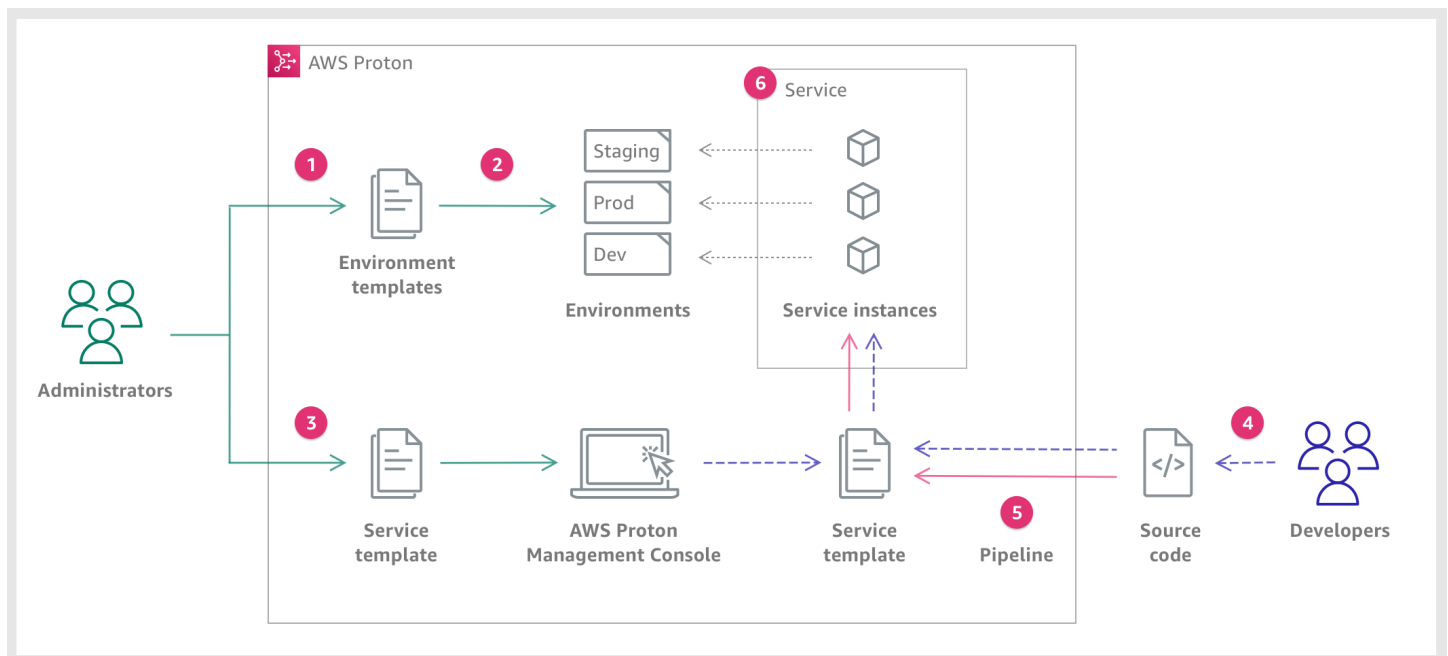 AWS Proton
6
Service
1
2
Staging
Prod
Dev
Environment
templates
Environments
Service instances
Administrators
3
4
</>
5
Service
template
AWS Proton
Management Console
Service
template
Pipeline
Source
code
Developers